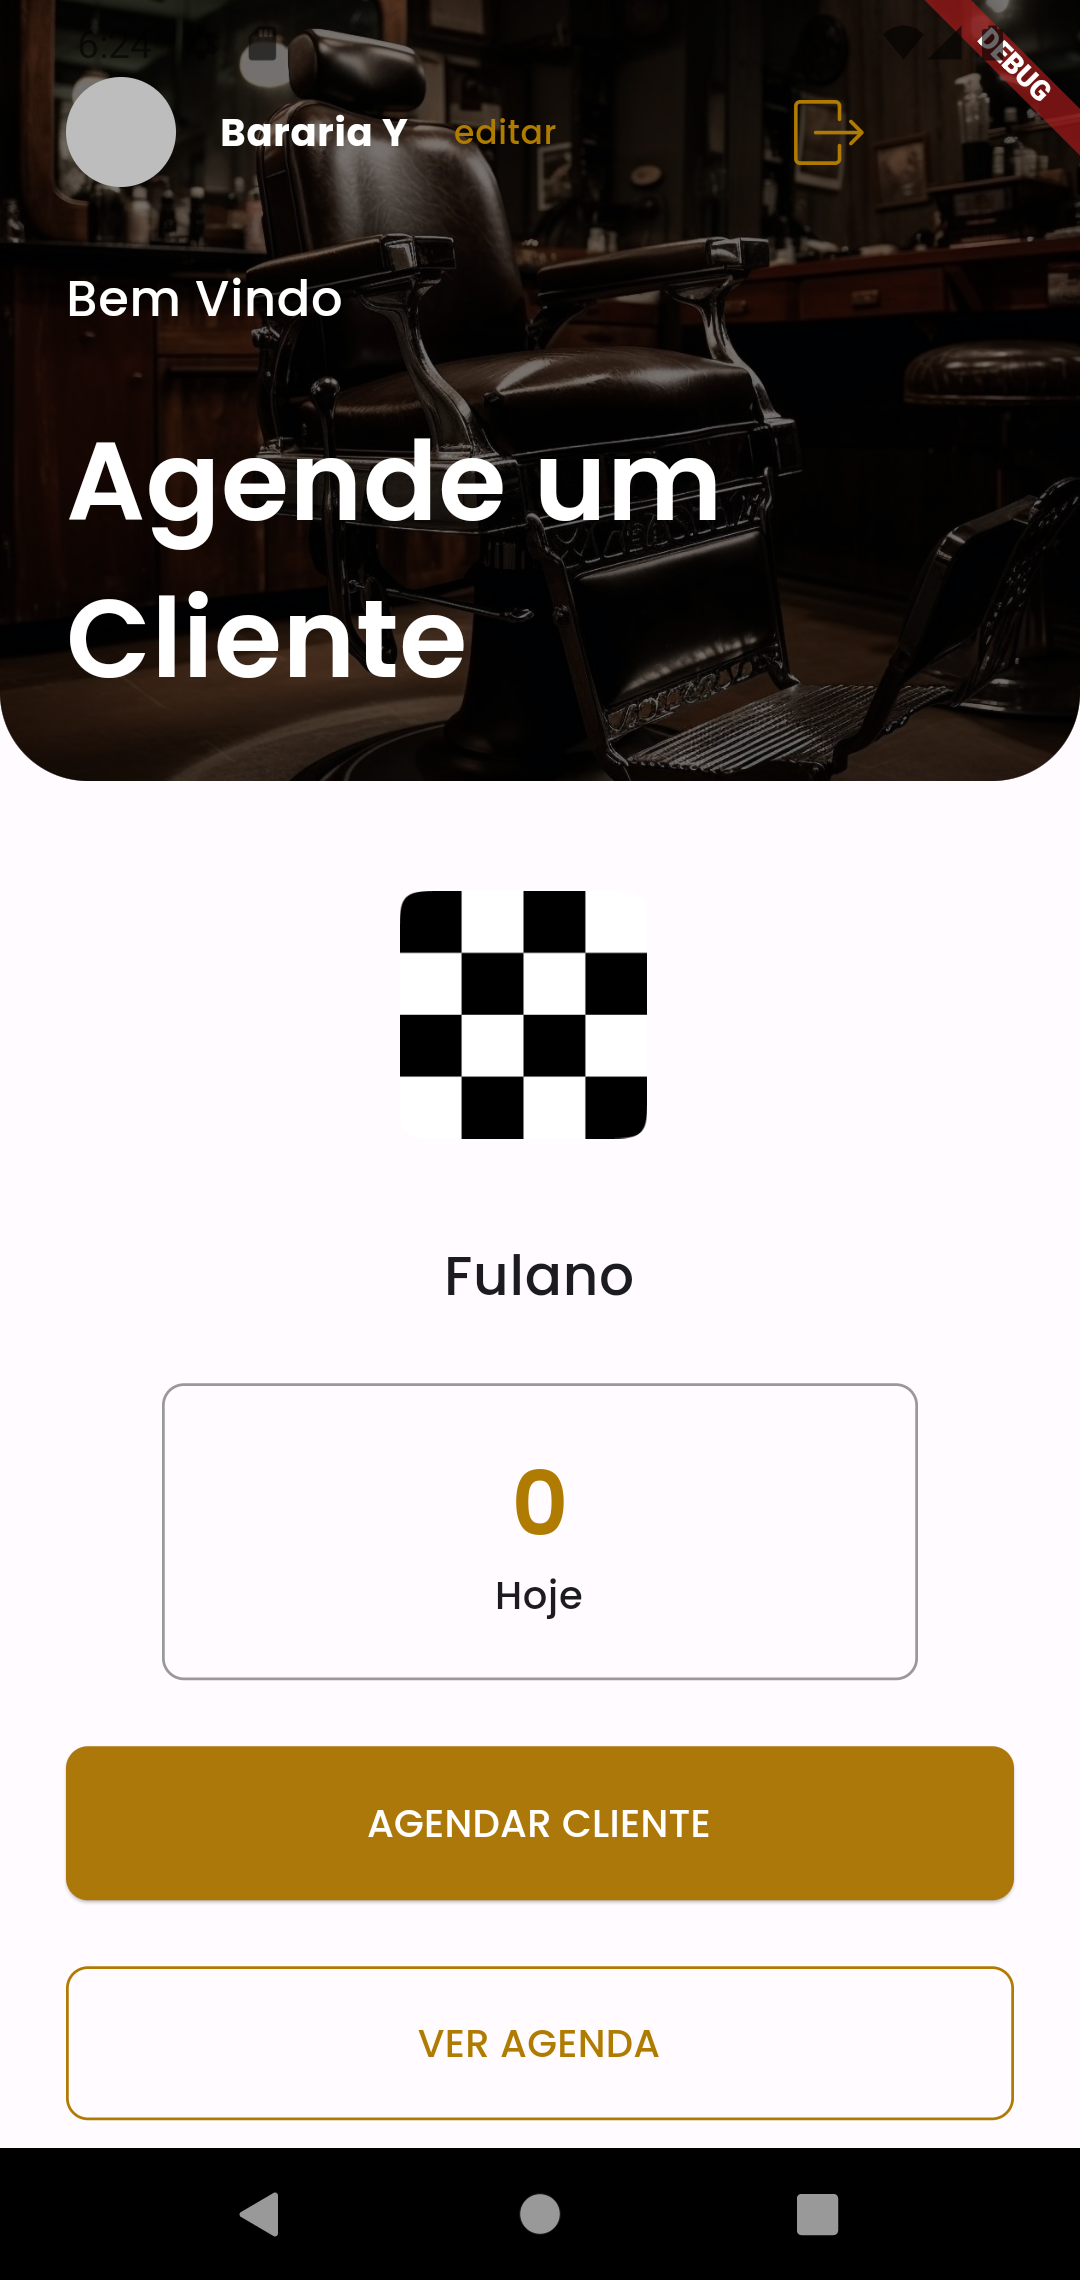 6:24
DEBUG
Bararia Y editar
Bem Vindo
Agende um
Cliente
Fulano
0
Hoje
AGENDAR CLIENTE
VER AGENDA